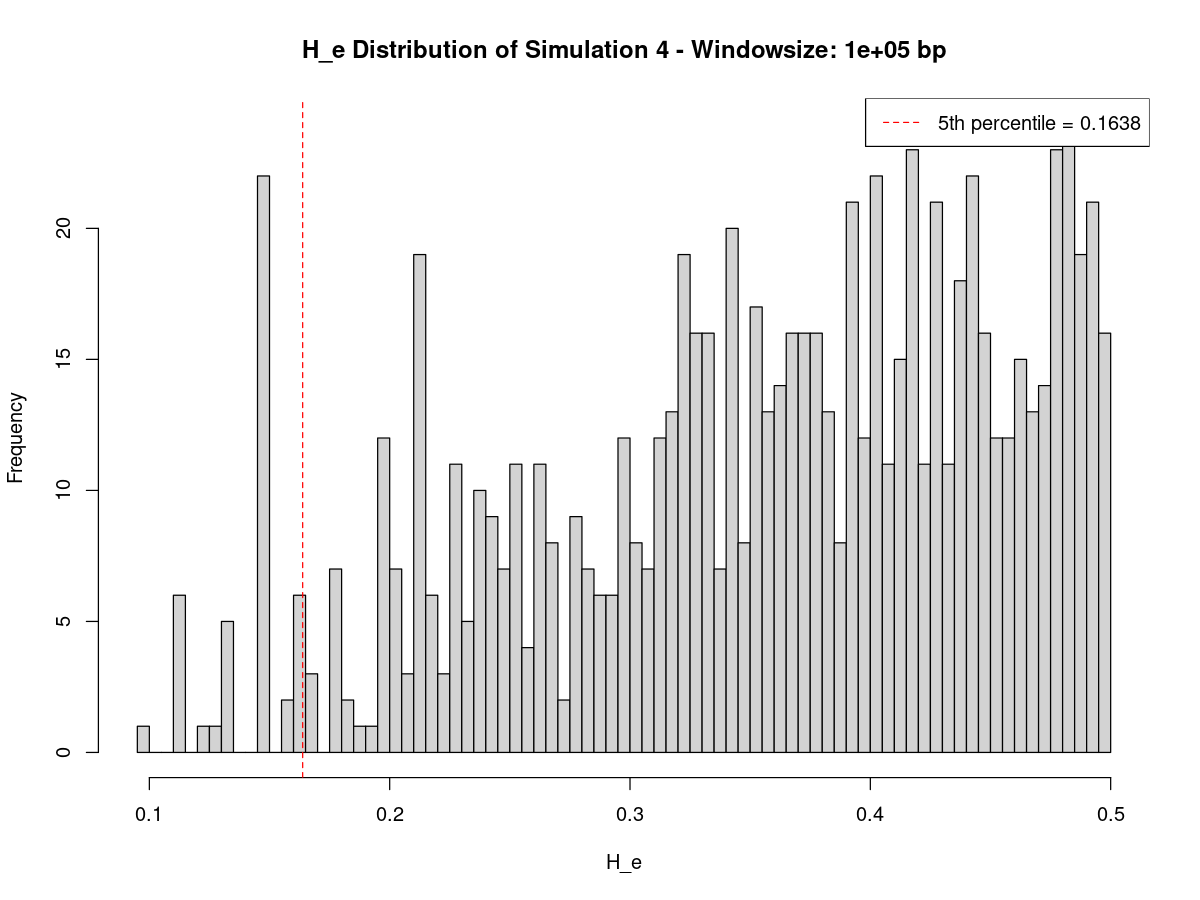 H_e Distribution of Simulation 4 - Windowsize: 1e+05 bp
5th percentile = 0.1638
20
15
10
5
0
Frequency
0.1 0.2 0.3 0.4 0.5
H_e